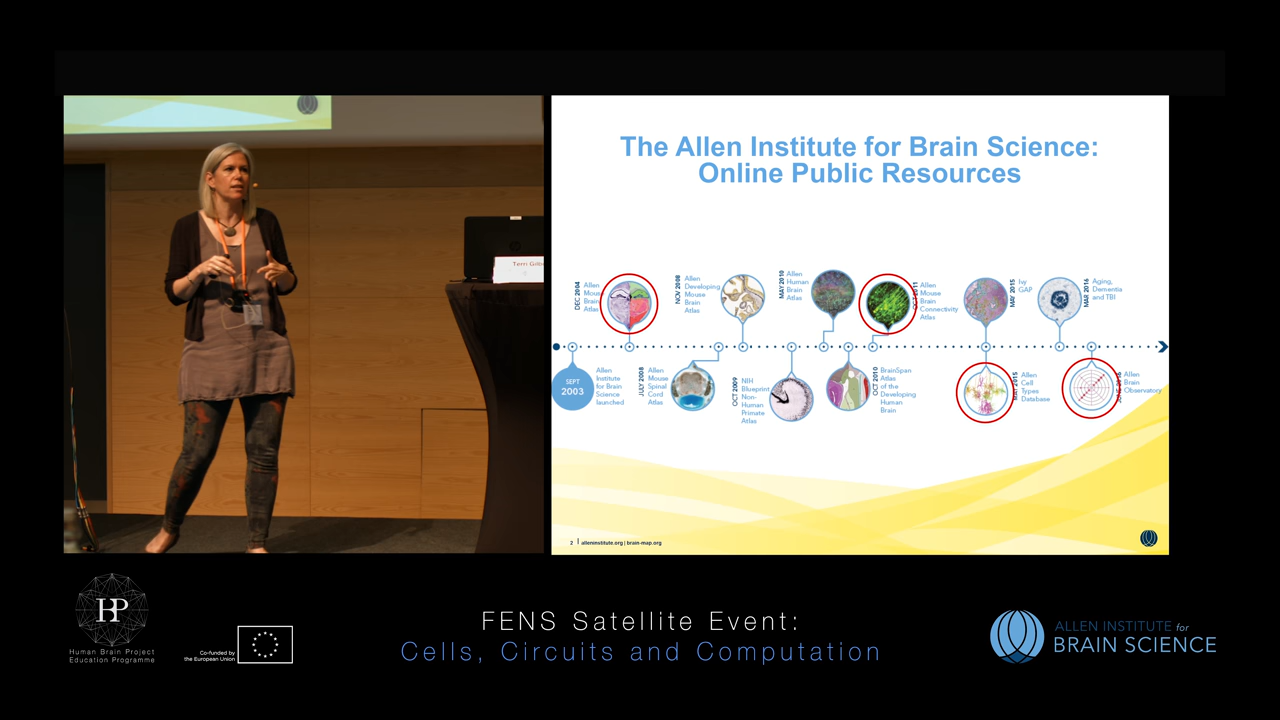 Terri Gilb
The Allen Institute for Brain Science:
Online Public Resources
DEC 2004
Allen
Mouse
Brain
Atlas
NOV 2008
Allen
Developing
Mouse
Brain
Atlas
MAY 2010
Allen
Human
Brain
Atlas
2011
Allen
Mouse
Brain
Connectivity
Atlas
MAY 2015
Ivy
GAP
MAR 2016
Aging,
Dementia
and TBI
SEPT
2003
Allen
Institute
for Brain
Science
launched
JULY 2008
Allen
Mouse
Spinal
Cord
Atlas
OCT 2009
NIH
Blueprint
Non-
Human
Primate
Atlas
OCT 2010
BrainSpan
Atlas
of the
Developing
Human
Brain
2015
Allen
Cell
Types
Database
Allen
Brain
Observatory
2 | alleninstitute.org | brain-map.org
HBP
Human Brain Project
Education Programme
Co-funded by
the European Union
FENS Satellite Event:
Cells, Circuits and Computation
ALLEN INSTITUTE for
BRAIN SCIENCE